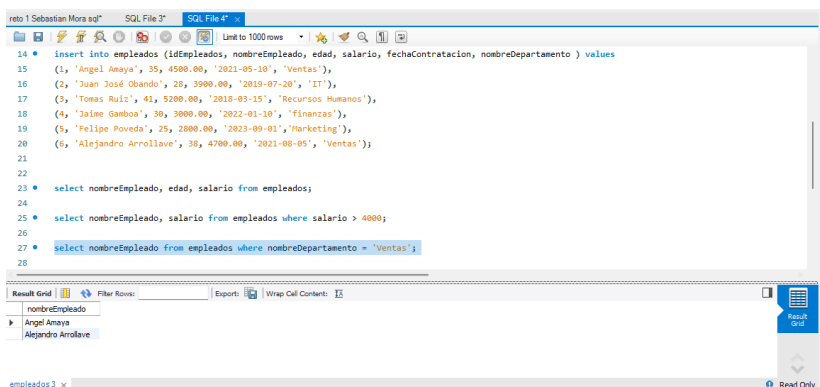 reto 1 Sebastian Mora sql* SQL File 3* SQL File 4* ×
Limit to 1000 rows
14 insert into empleados (idEmpleados, nombreEmpleado, edad, salario, fechaContratacion, nombreDepartamento ) values
15 (1, 'Angel Amaya', 35, 4500.00, '2021-05-10', 'Ventas'),
16 (2, 'Juan José Obando', 28, 3900.00, '2019-07-20', 'IT'),
17 (3, 'Tomas Ruiz', 41, 5200.00, '2018-03-15', 'Recursos Humanos'),
18 (4, 'Jaime Gamboa', 30, 3000.00, '2022-01-10', 'finanzas'),
19 (5, 'Felipe Poveda', 25, 2800.00, '2023-09-01','Marketing'),
20 (6, 'Alejandro Arrollave', 38, 4700.00, '2021-08-05', 'Ventas');
21
22
23 select nombreEmpleado, edad, salario from empleados;
24
25 select nombreEmpleado, salario from empleados where salario > 4000;
26
27 select nombreEmpleado from empleados where nombreDepartamento = 'Ventas';
28
Result Grid Filter Rows: Export: Wrap Cell Content:
nombreEmpleado
Angel Amaya
Alejandro Arrollave
Result
Grid
empleados 3 × Read Only